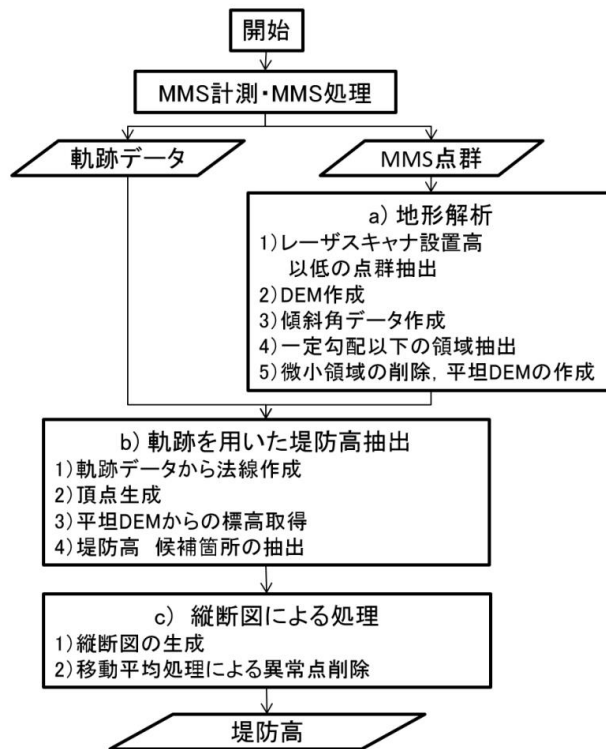 開始
MMS計測・MMS処理
軌跡データ
MMS点群
a) 地形解析
1)レーザスキャナ設置高
以低の点群抽出
2)DEM作成
3)傾斜角データ作成
4)一定勾配以下の領域抽出
5)微小領域の削除, 平坦DEMの作成
b) 軌跡を用いた堤防高抽出
1)軌跡データから法線作成
2)頂点生成
3)平坦DEMからの標高取得
4)堤防高 候補箇所の抽出
c) 縦断図による処理
1)縦断図の生成
2)移動平均処理による異常点削除
堤防高